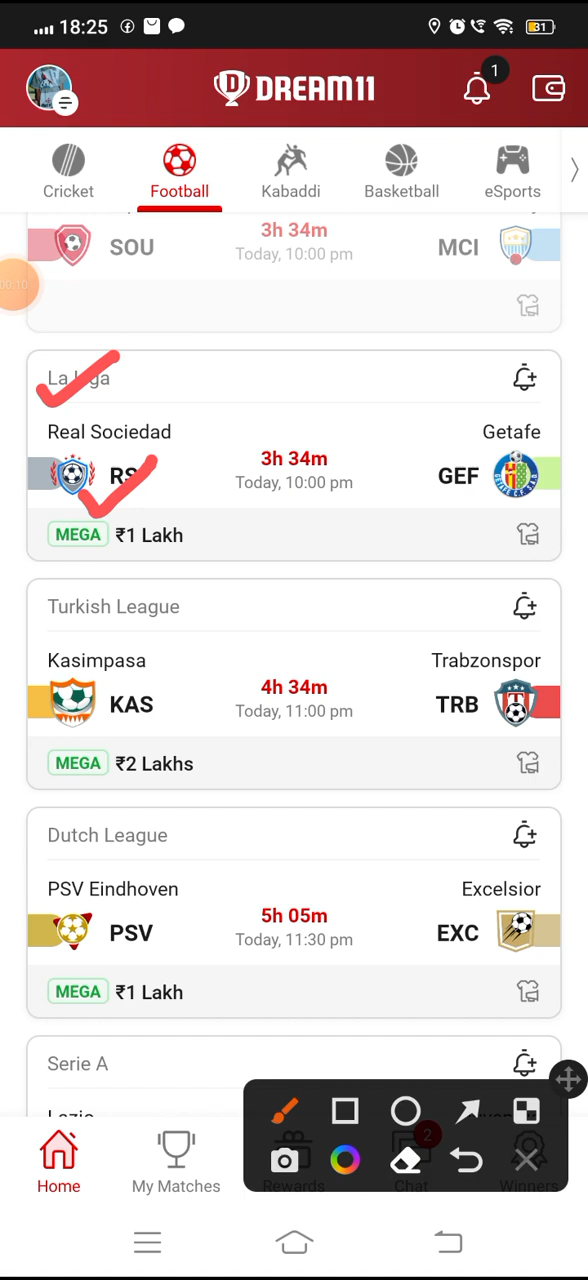 18:25
31
DREAM11
1
Cricket
Football
Kabaddi
Basketball
eSports
SOU
3h 34m
Today, 10:00 pm
MCI
00:10
Real Sociedad
Getafe
3h 34m
Today, 10:00 pm
GEF
MEGA ₹1 Lakh
Turkish League
Kasimpasa
Trabzonspor
KAS
4h 34m
Today, 11:00 pm
TRB
MEGA ₹2 Lakhs
Dutch League
PSV Eindhoven
Excelsior
PSV
5h 05m
Today, 11:30 pm
EXC
MEGA ₹1 Lakh
Serie A
2
Home
My Matches
Rewards
Chat
Winners